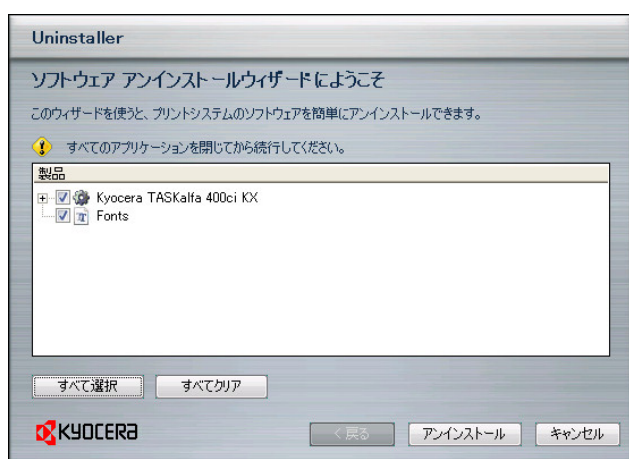 Uninstaller
ソフトウェア アンインストールウィザードにようこそ
このウィザードを使うと、プリントシステムのソフトウェアを簡単にアンインストールできます。
すべてのアプリケーションを閉じてから続行してください。
製品
Kyocera TASKalfa 400ci KX
Fonts
すべて選択 すべてクリア
KYOCERA < 戻る アンインストール キャンセル